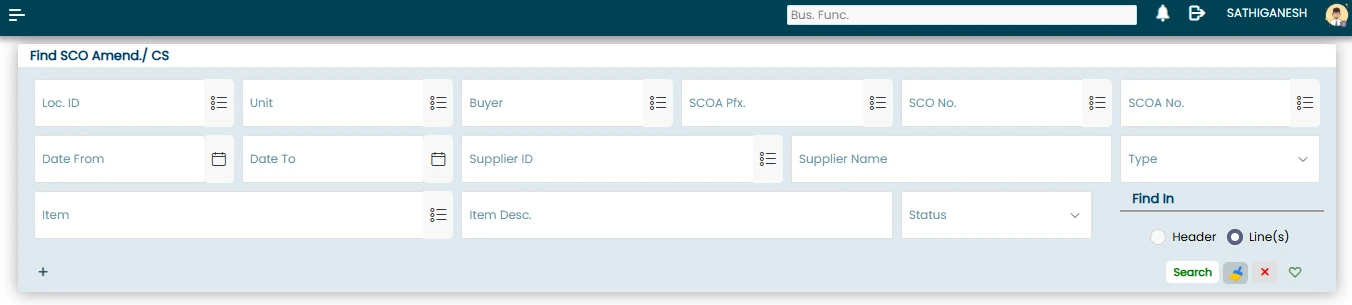 Bus. Func. SATHIGANESH
Find SCO Amend./ CS
Loc. ID Unit Buyer SCOA Pfx. SCO No. SCOA No.
Date From Date To Supplier ID Supplier Name Type
Item Item Desc. Status Find In
Header Line(s)
+ Search